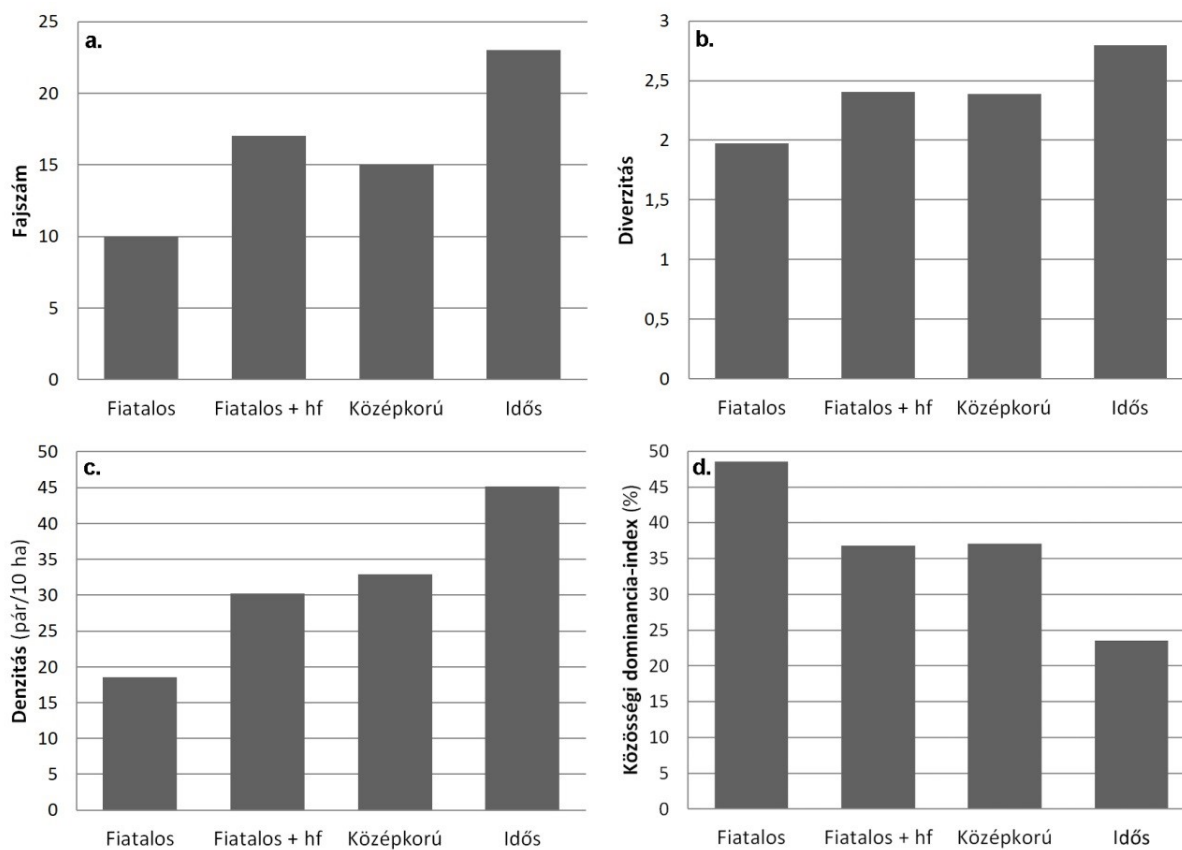 a.
Fajszám
25
20
15
10
5
0
Fiatalos Fiatalos + hf Középkorú Idős
b.
Diverzitás
3
2,5
2
1,5
1
0,5
0
Fiatalos Fiatalos + hf Középkorú Idős
c.
Denzitás (pár/10 ha)
50
45
40
35
30
25
20
15
10
5
0
Fiatalos Fiatalos + hf Középkorú Idős
d.
Közösségi dominancia-index (%)
50
45
40
35
30
25
20
15
10
5
0
Fiatalos Fiatalos + hf Középkorú Idős